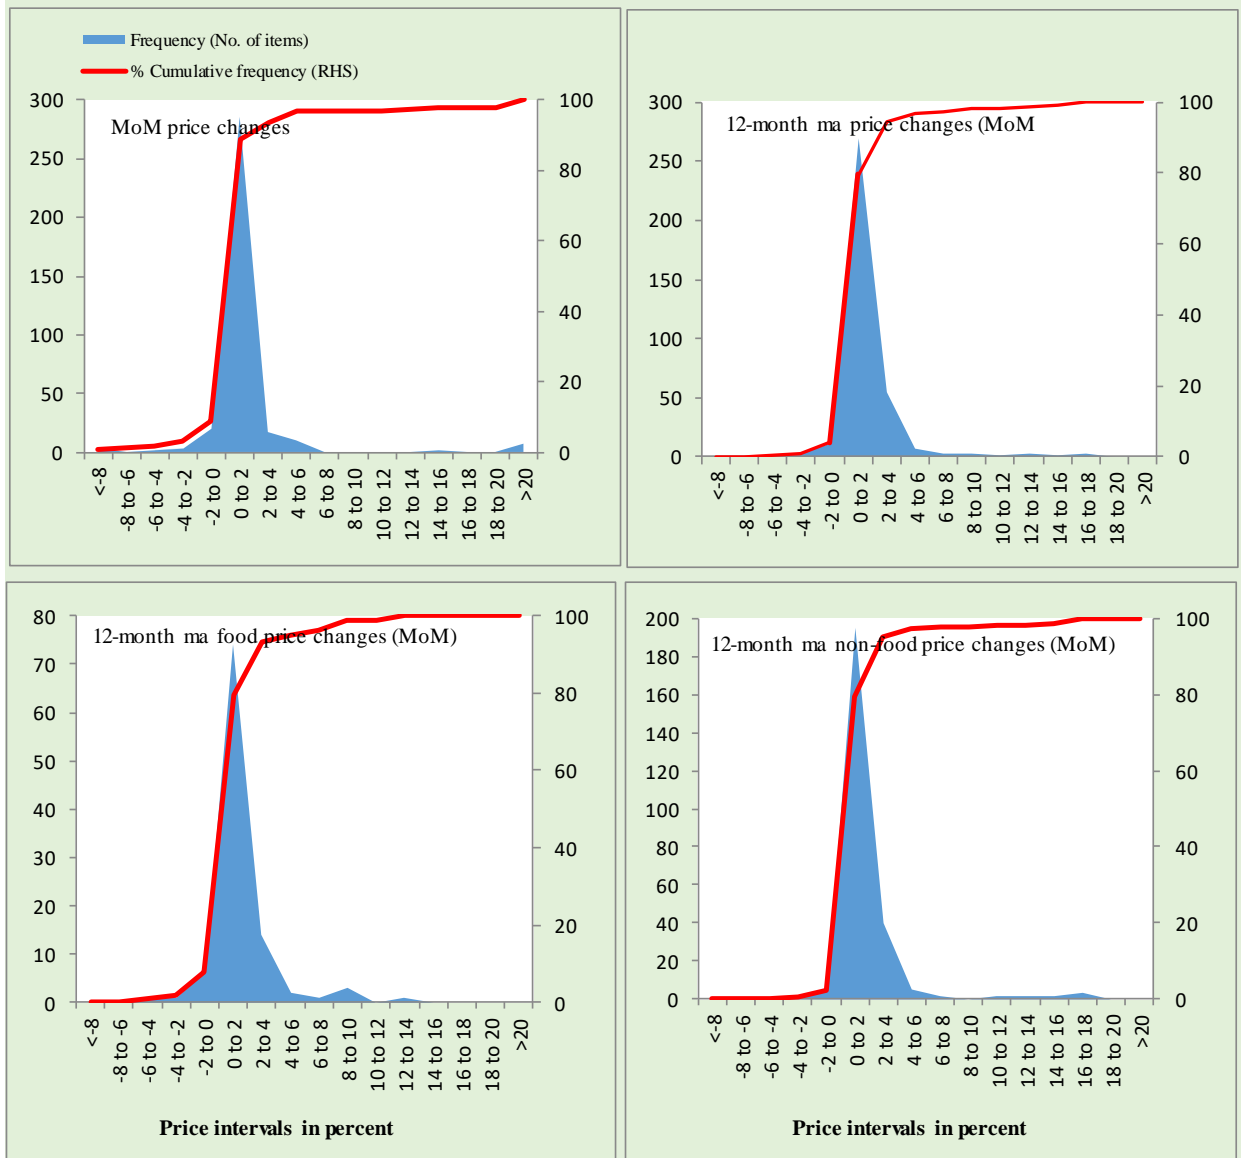 Frequency (No. of items)
% Cumulative frequency (RHS)
MoM price changes
300
250
200
150
100
50
0
100
80
60
40
20
0
<-8
-8 to -6
-6 to -4
-4 to -2
-2 to 0
0 to 2
2 to 4
4 to 6
6 to 8
8 to 10
10 to 12
12 to 14
14 to 16
16 to 18
18 to 20
>20
12-month ma price changes (MoM
300
250
200
150
100
50
0
100
80
60
40
20
0
<-8
-8 to -6
-6 to -4
-4 to -2
-2 to 0
0 to 2
2 to 4
4 to 6
6 to 8
8 to 10
10 to 12
12 to 14
14 to 16
16 to 18
18 to 20
>20
12-month ma food price changes (MoM)
80
70
60
50
40
30
20
10
0
100
80
60
40
20
0
<-8
-8 to -6
-6 to -4
-4 to -2
-2 to 0
0 to 2
2 to 4
4 to 6
6 to 8
8 to 10
10 to 12
12 to 14
14 to 16
16 to 18
18 to 20
>20
Price intervals in percent
12-month ma non-food price changes (MoM)
200
180
160
140
120
100
80
60
40
20
0
100
80
60
40
20
0
<-8
-8 to -6
-6 to -4
-4 to -2
-2 to 0
0 to 2
2 to 4
4 to 6
6 to 8
8 to 10
10 to 12
12 to 14
14 to 16
16 to 18
18 to 20
>20
Price intervals in percent